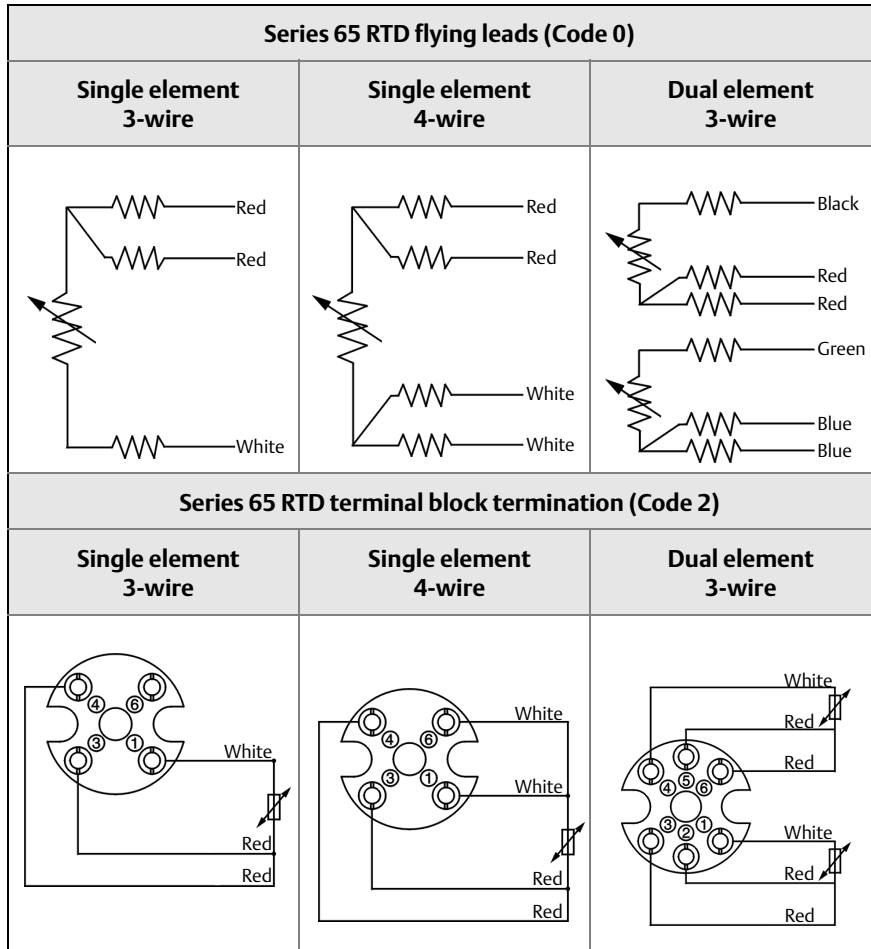 Series 65 RTD flying leads (Code 0)
Single element
3-wire
Single element
4-wire
Dual element
3-wire
Red
Red
White
Red
Red
White
White
Black
Red
Red
Green
Blue
Blue
Series 65 RTD terminal block termination (Code 2)
Single element
3-wire
Single element
4-wire
Dual element
3-wire
4
6
3
1
White
Red
Red
4
6
3
1
White
White
Red
Red
4
5
6
3
2
1
White
Red
Red
White
Red
Red